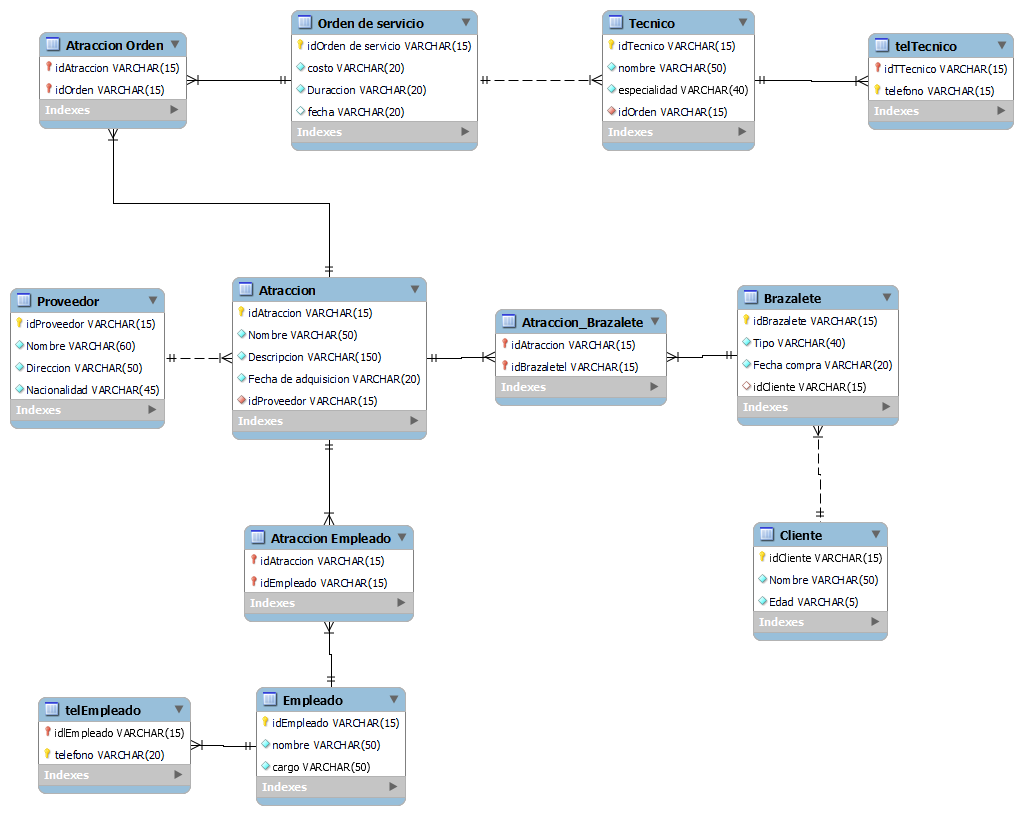 Atraccion Orden
idAtraccion VARCHAR(15)
idOrden VARCHAR(15)
Indexes
Orden de servicio
idOrden de servicio VARCHAR(15)
costo VARCHAR(20)
Duraccion VARCHAR(20)
fecha VARCHAR(20)
Indexes
Tecnico
idTecnico VARCHAR(15)
nombre VARCHAR(50)
especialidad VARCHAR(40)
idOrden VARCHAR(15)
Indexes
telTecnico
idTTecnico VARCHAR(15)
telefono VARCHAR(15)
Indexes
Proveedor
idProveedor VARCHAR(15)
Nombre VARCHAR(60)
Direccion VARCHAR(50)
Nacionalidad VARCHAR(45)
Indexes
Atraccion
idAtraccion VARCHAR(15)
Nombre VARCHAR(50)
Descripcion VARCHAR(150)
Fecha de adquisicion VARCHAR(20)
idProveedor VARCHAR(15)
Indexes
Atraccion_Brazalete
idAtraccion VARCHAR(15)
idBrazaletel VARCHAR(15)
Indexes
Brazalete
idBrazalete VARCHAR(15)
Tipo VARCHAR(40)
Fecha compra VARCHAR(20)
idCliente VARCHAR(15)
Indexes
Atraccion Empleado
idAtraccion VARCHAR(15)
idEmpleado VARCHAR(15)
Indexes
Cliente
idCliente VARCHAR(15)
Nombre VARCHAR(50)
Edad VARCHAR(5)
Indexes
telEmpleado
idlEmpleado VARCHAR(15)
telefono VARCHAR(20)
Indexes
Empleado
idEmpleado VARCHAR(15)
nombre VARCHAR(50)
cargo VARCHAR(50)
Indexes